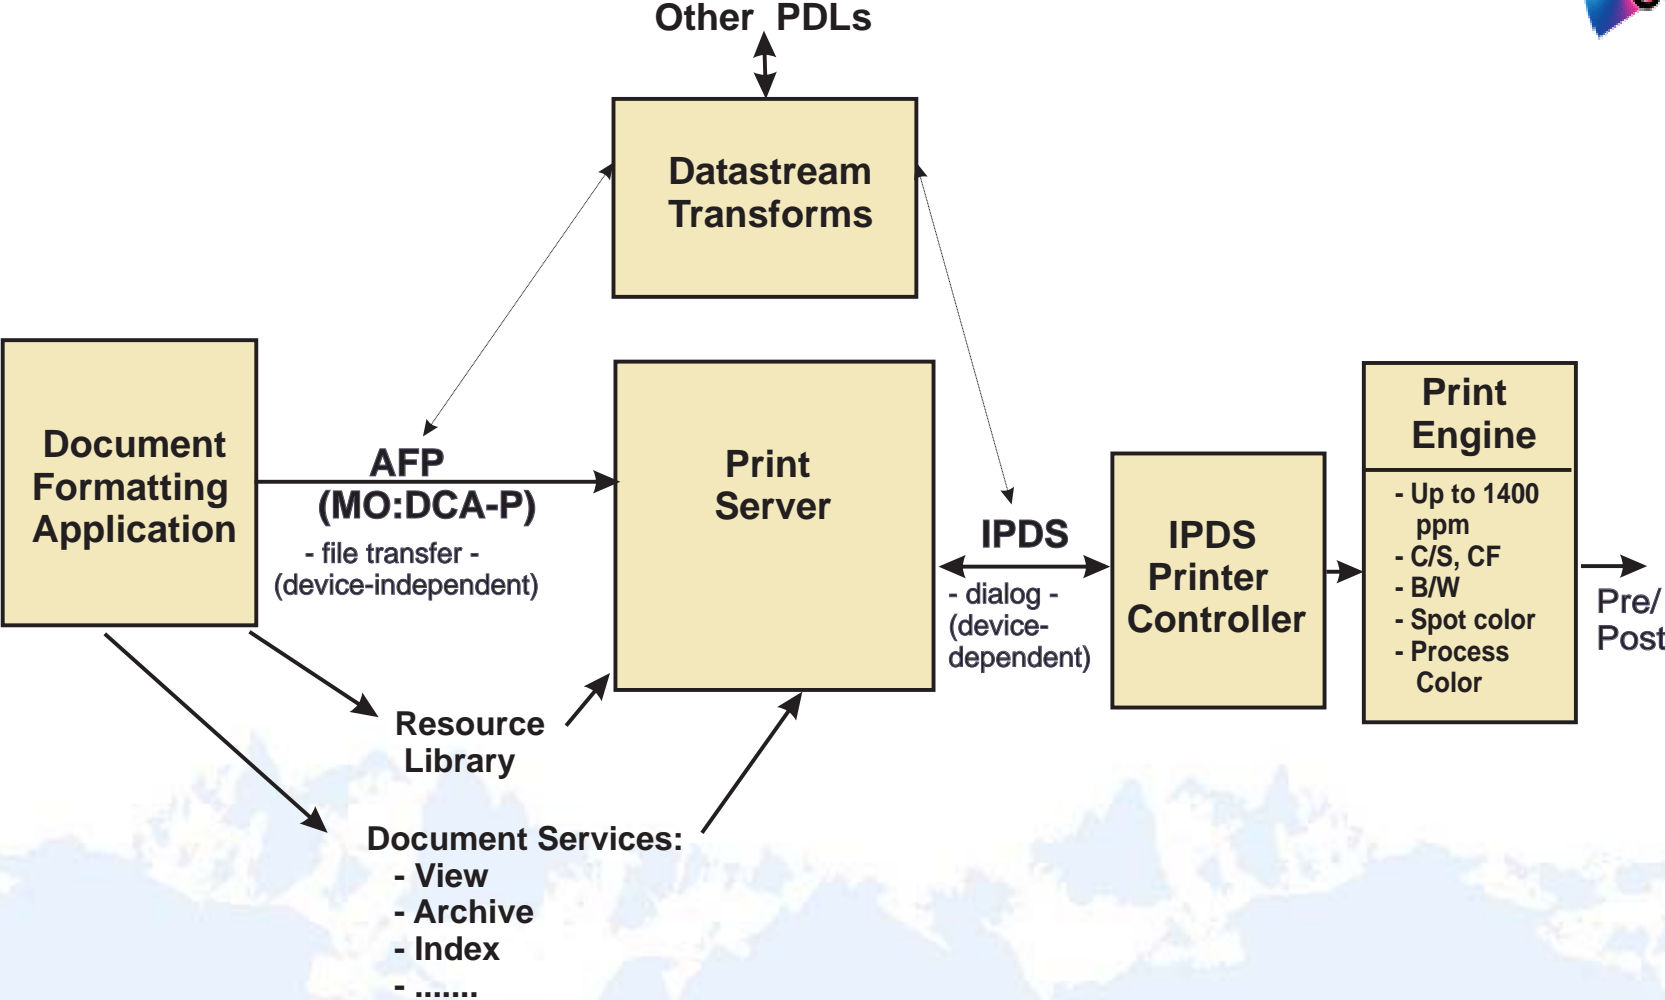 Other PDLs
Datastream
Transforms
Document
Formatting
Application
AFP
(MO:DCA-P)
- file transfer -
(device-independent)
Print
Server
IPDS
- dialog -
(device-
dependent)
IPDS
Printer
Controller
Print
Engine
- Up to 1400
ppm
- C/S, CF
- B/W
- Spot color
- Process
Color
Pre/
Post
Resource
Library
Document Services:
- View
- Archive
- Index
- .......